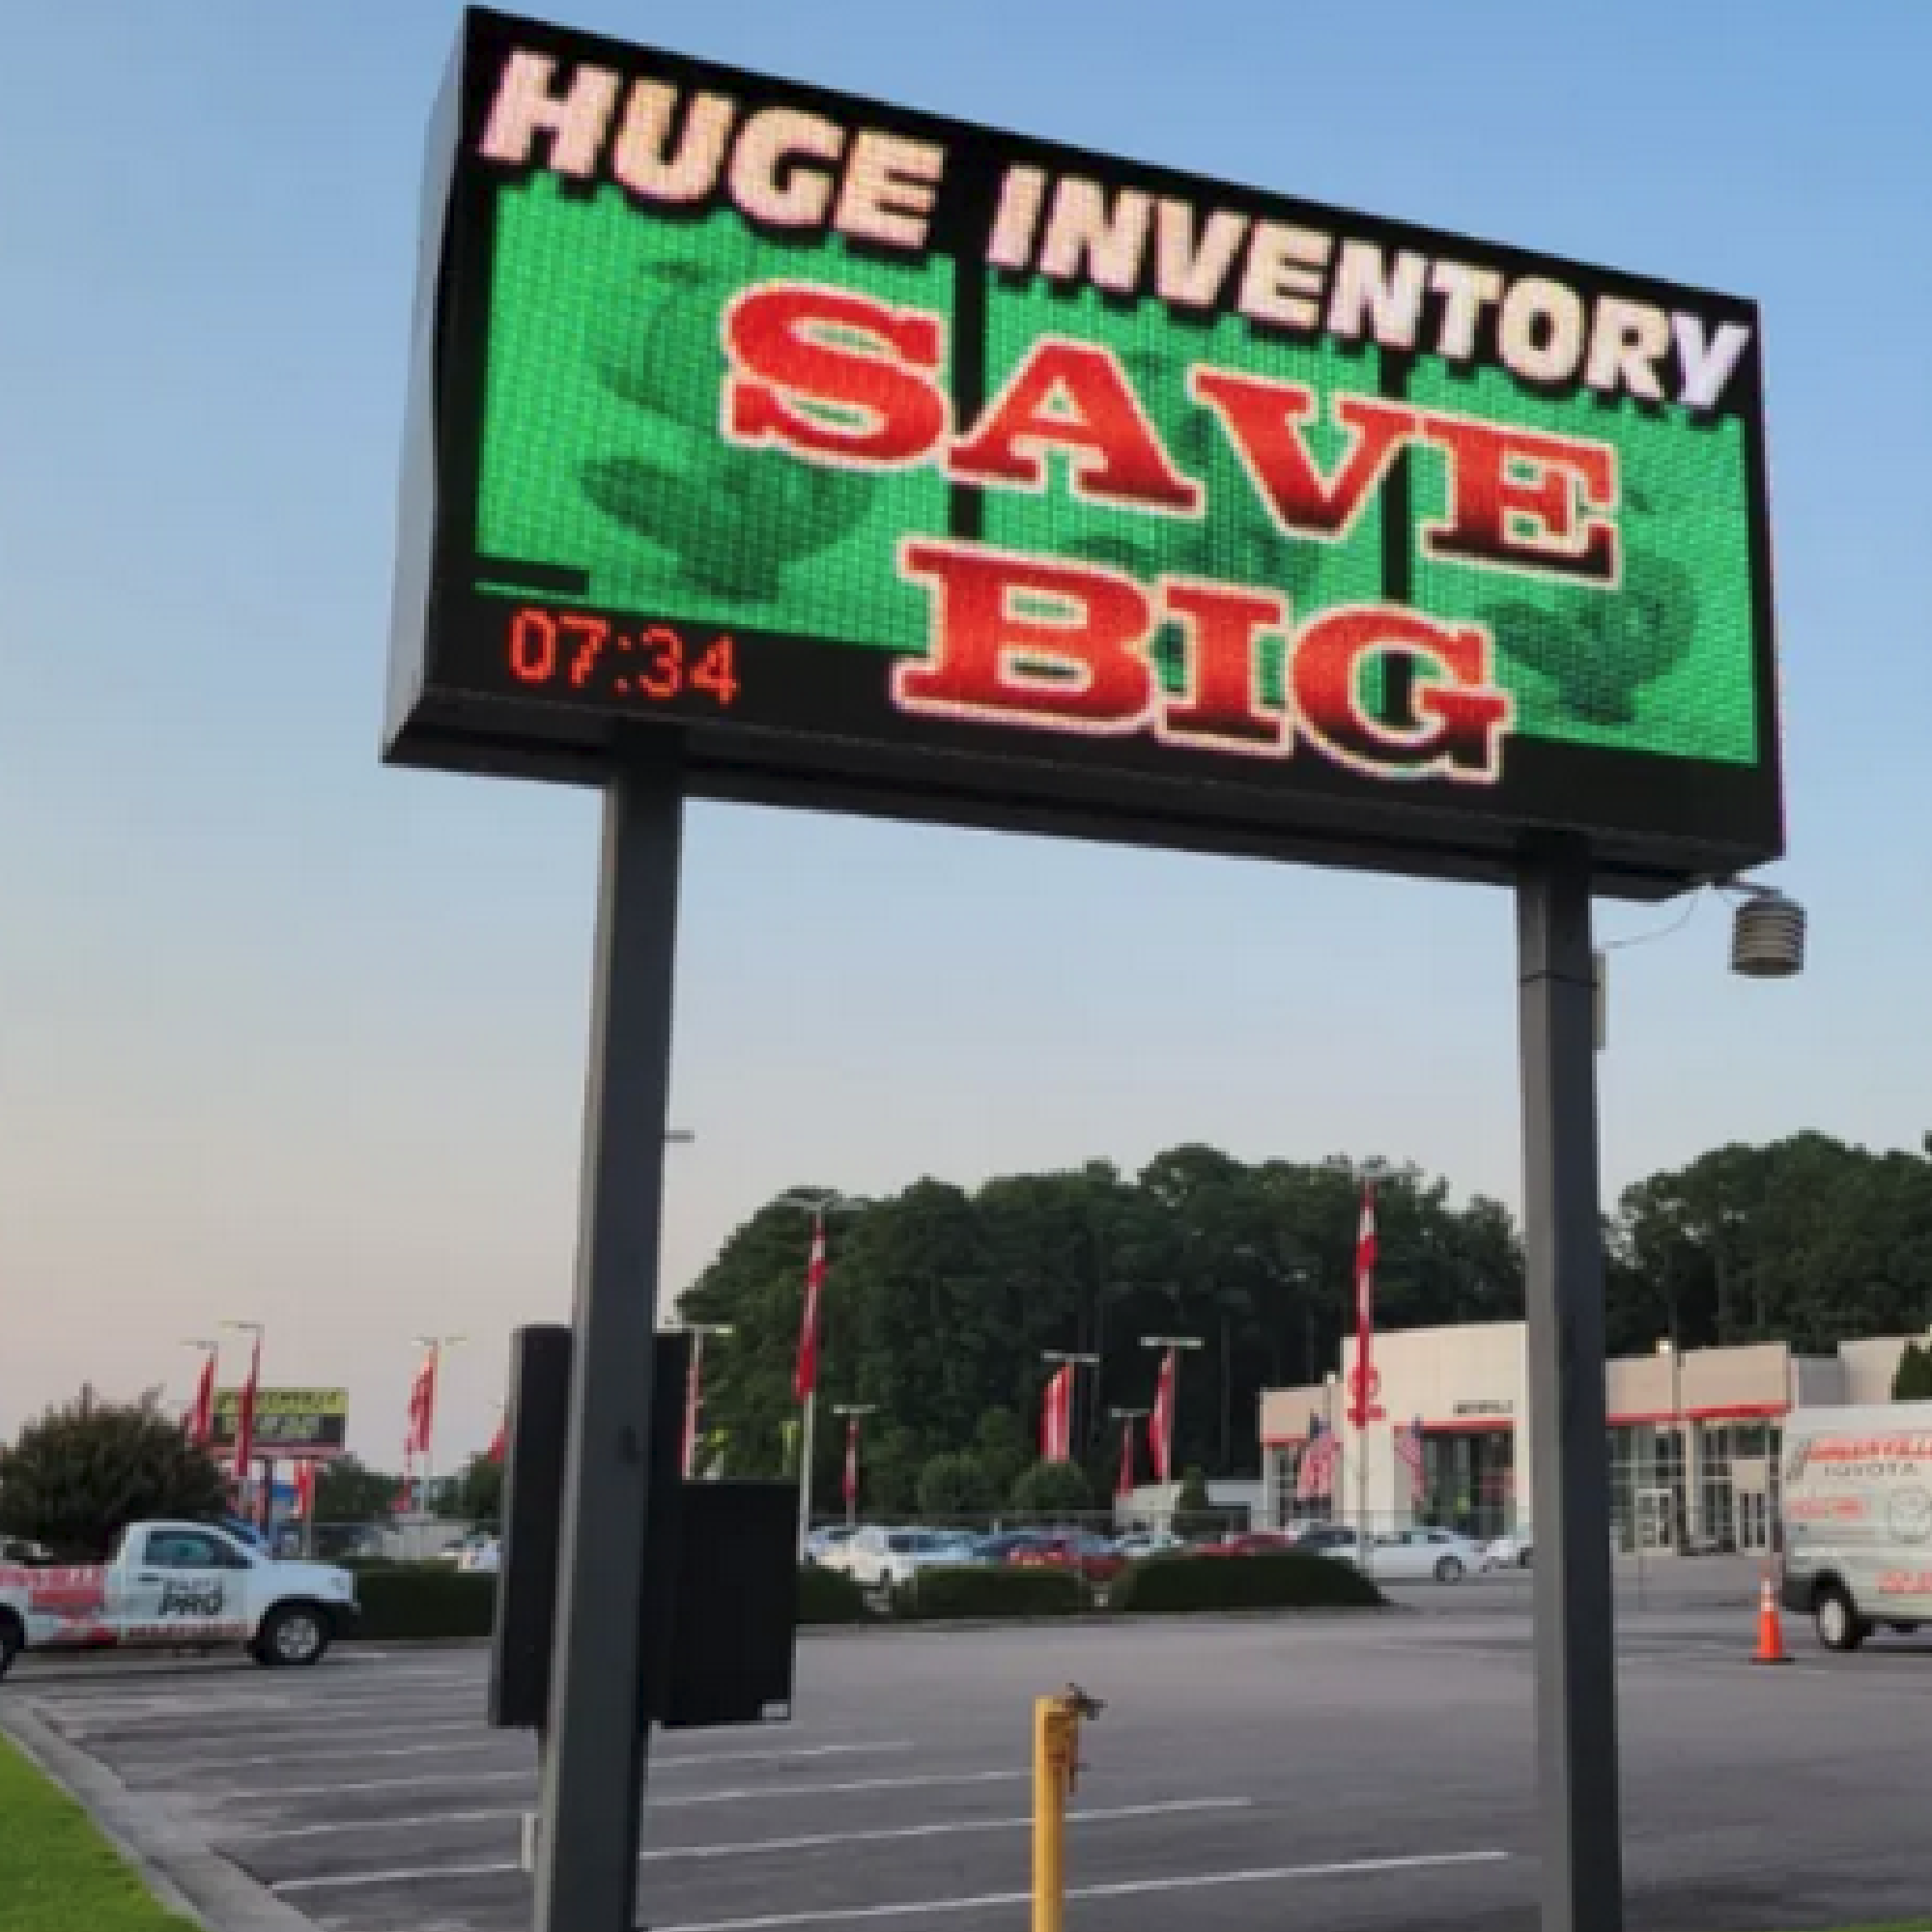 HUGE INVENTORY
SAVE
BIG
07:34
PRO
TOYOTA